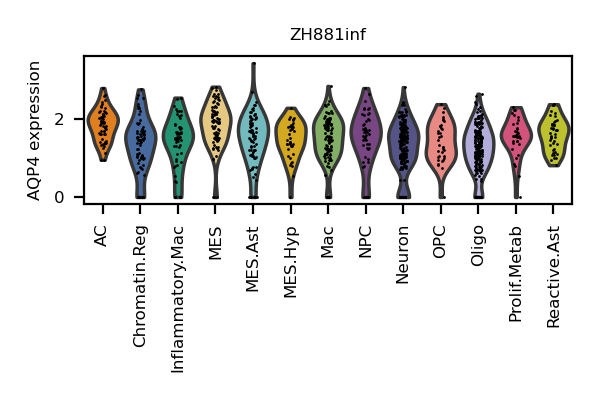 ZH881inf
AQP4 expression
2
0
AC
Chromatin.Reg
Inflammatory.Mac
MES
MES.Ast
MES.Hyp
Mac
NPC
Neuron
OPC
Oligo
Prolif.Metab
Reactive.Ast